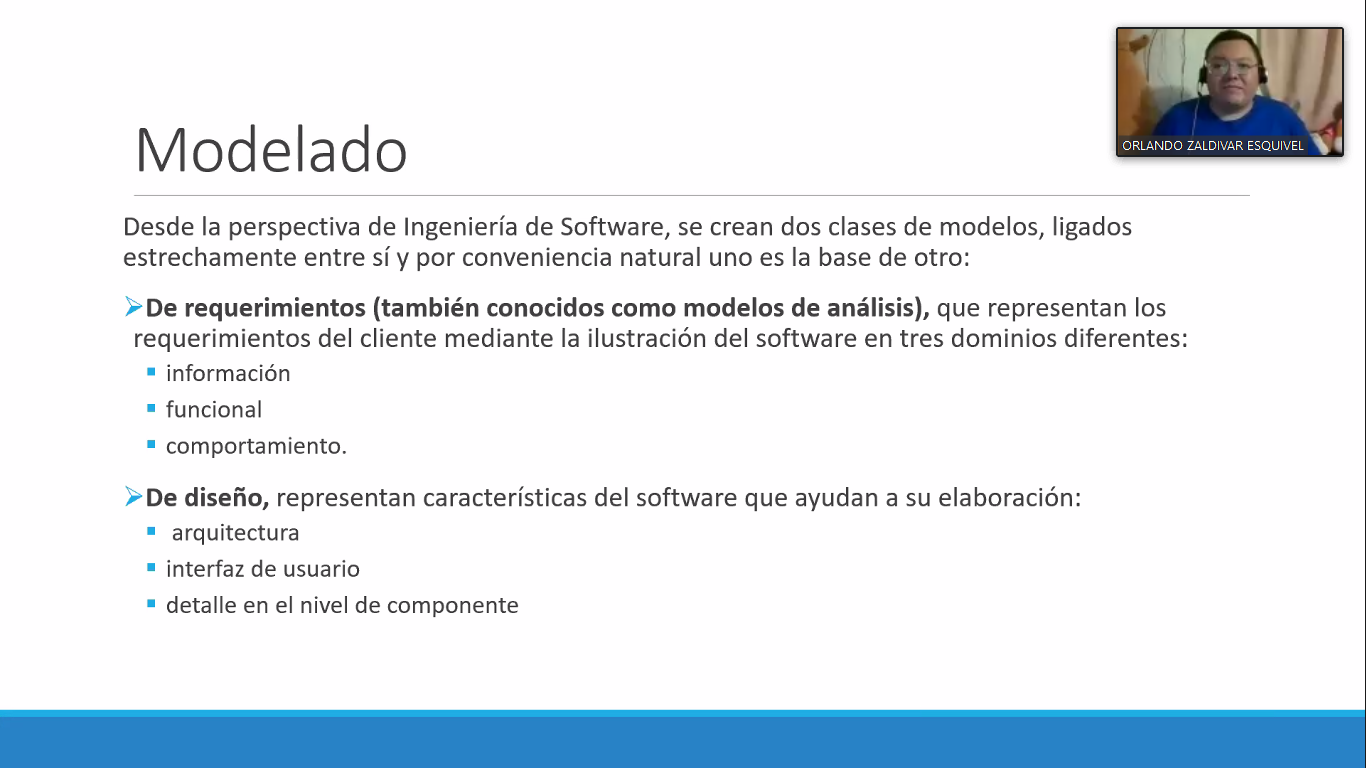 Modelado
ORLANDO ZALDIVAR ESQUIVEL
Desde la perspectiva de Ingeniería de Software, se crean dos clases de modelos, ligados
estrechamente entre sí y por conveniencia natural uno es la base de otro:
De requerimientos (también conocidos como modelos de análisis), que representan los
requerimientos del cliente mediante la ilustración del software en tres dominios diferentes:
información
funcional
comportamiento.
De diseño, representan características del software que ayudan a su elaboración:
arquitectura
interfaz de usuario
detalle en el nivel de componente